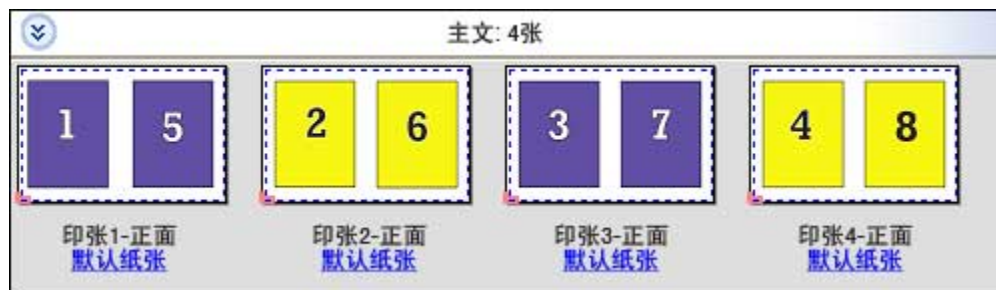 主文: 4张
1 5 2 6 3 7 4 8
印张1-正面 印张2-正面 印张3-正面 印张4-正面
默认纸张 默认纸张 默认纸张 默认纸张